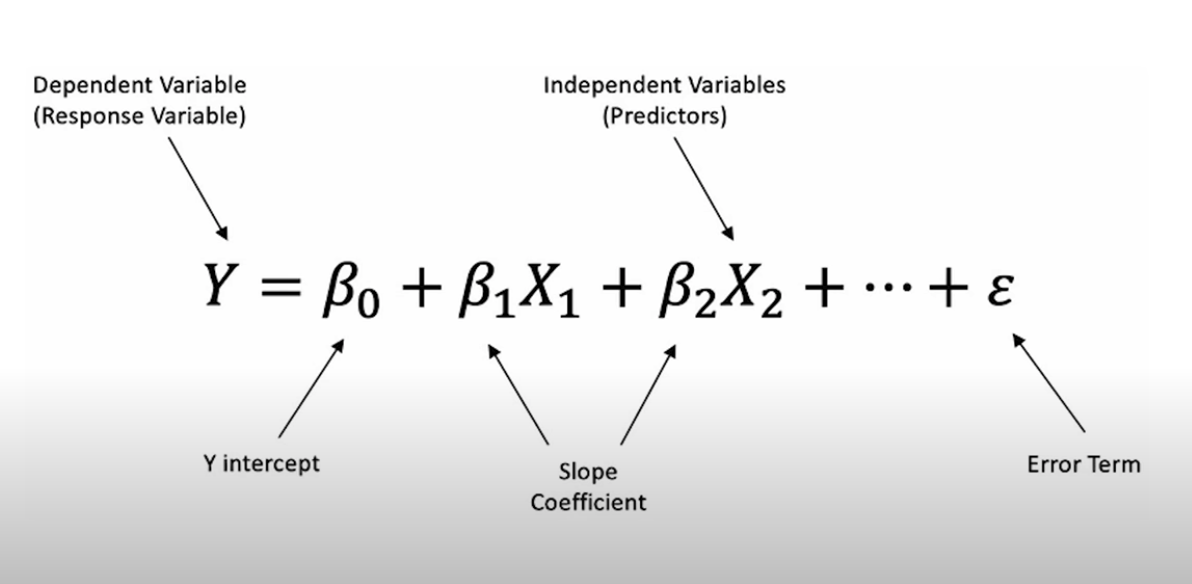 Dependent Variable
(Response Variable)
Independent Variables
(Predictors)
Y = β₀ + β₁X₁ + β₂X₂ + ⋯ + ε
Y intercept
Slope
Coefficient
Error Term